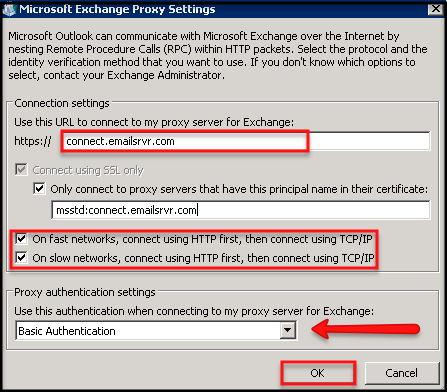 Microsoft Exchange Proxy Settings
Microsoft Outlook can communicate with Microsoft Exchange over the Internet by
nesting Remote Procedure Calls (RPC) within HTTP packets. Select the protocol and the
identity verification method that you want to use. If you don't know which options to
select, contact your Exchange Administrator.
Connection settings
Use this URL to connect to my proxy server for Exchange:
https:// connect.emailsrvr.com
Connect using SSL only
Only connect to proxy servers that have this principal name in their certificate:
msstd:connect.emailsrvr.com
On fast networks, connect using HTTP first, then connect using TCP/IP
On slow networks, connect using HTTP first, then connect using TCP/IP
Proxy authentication settings
Use this authentication when connecting to my proxy server for Exchange:
Basic Authentication
OK Cancel